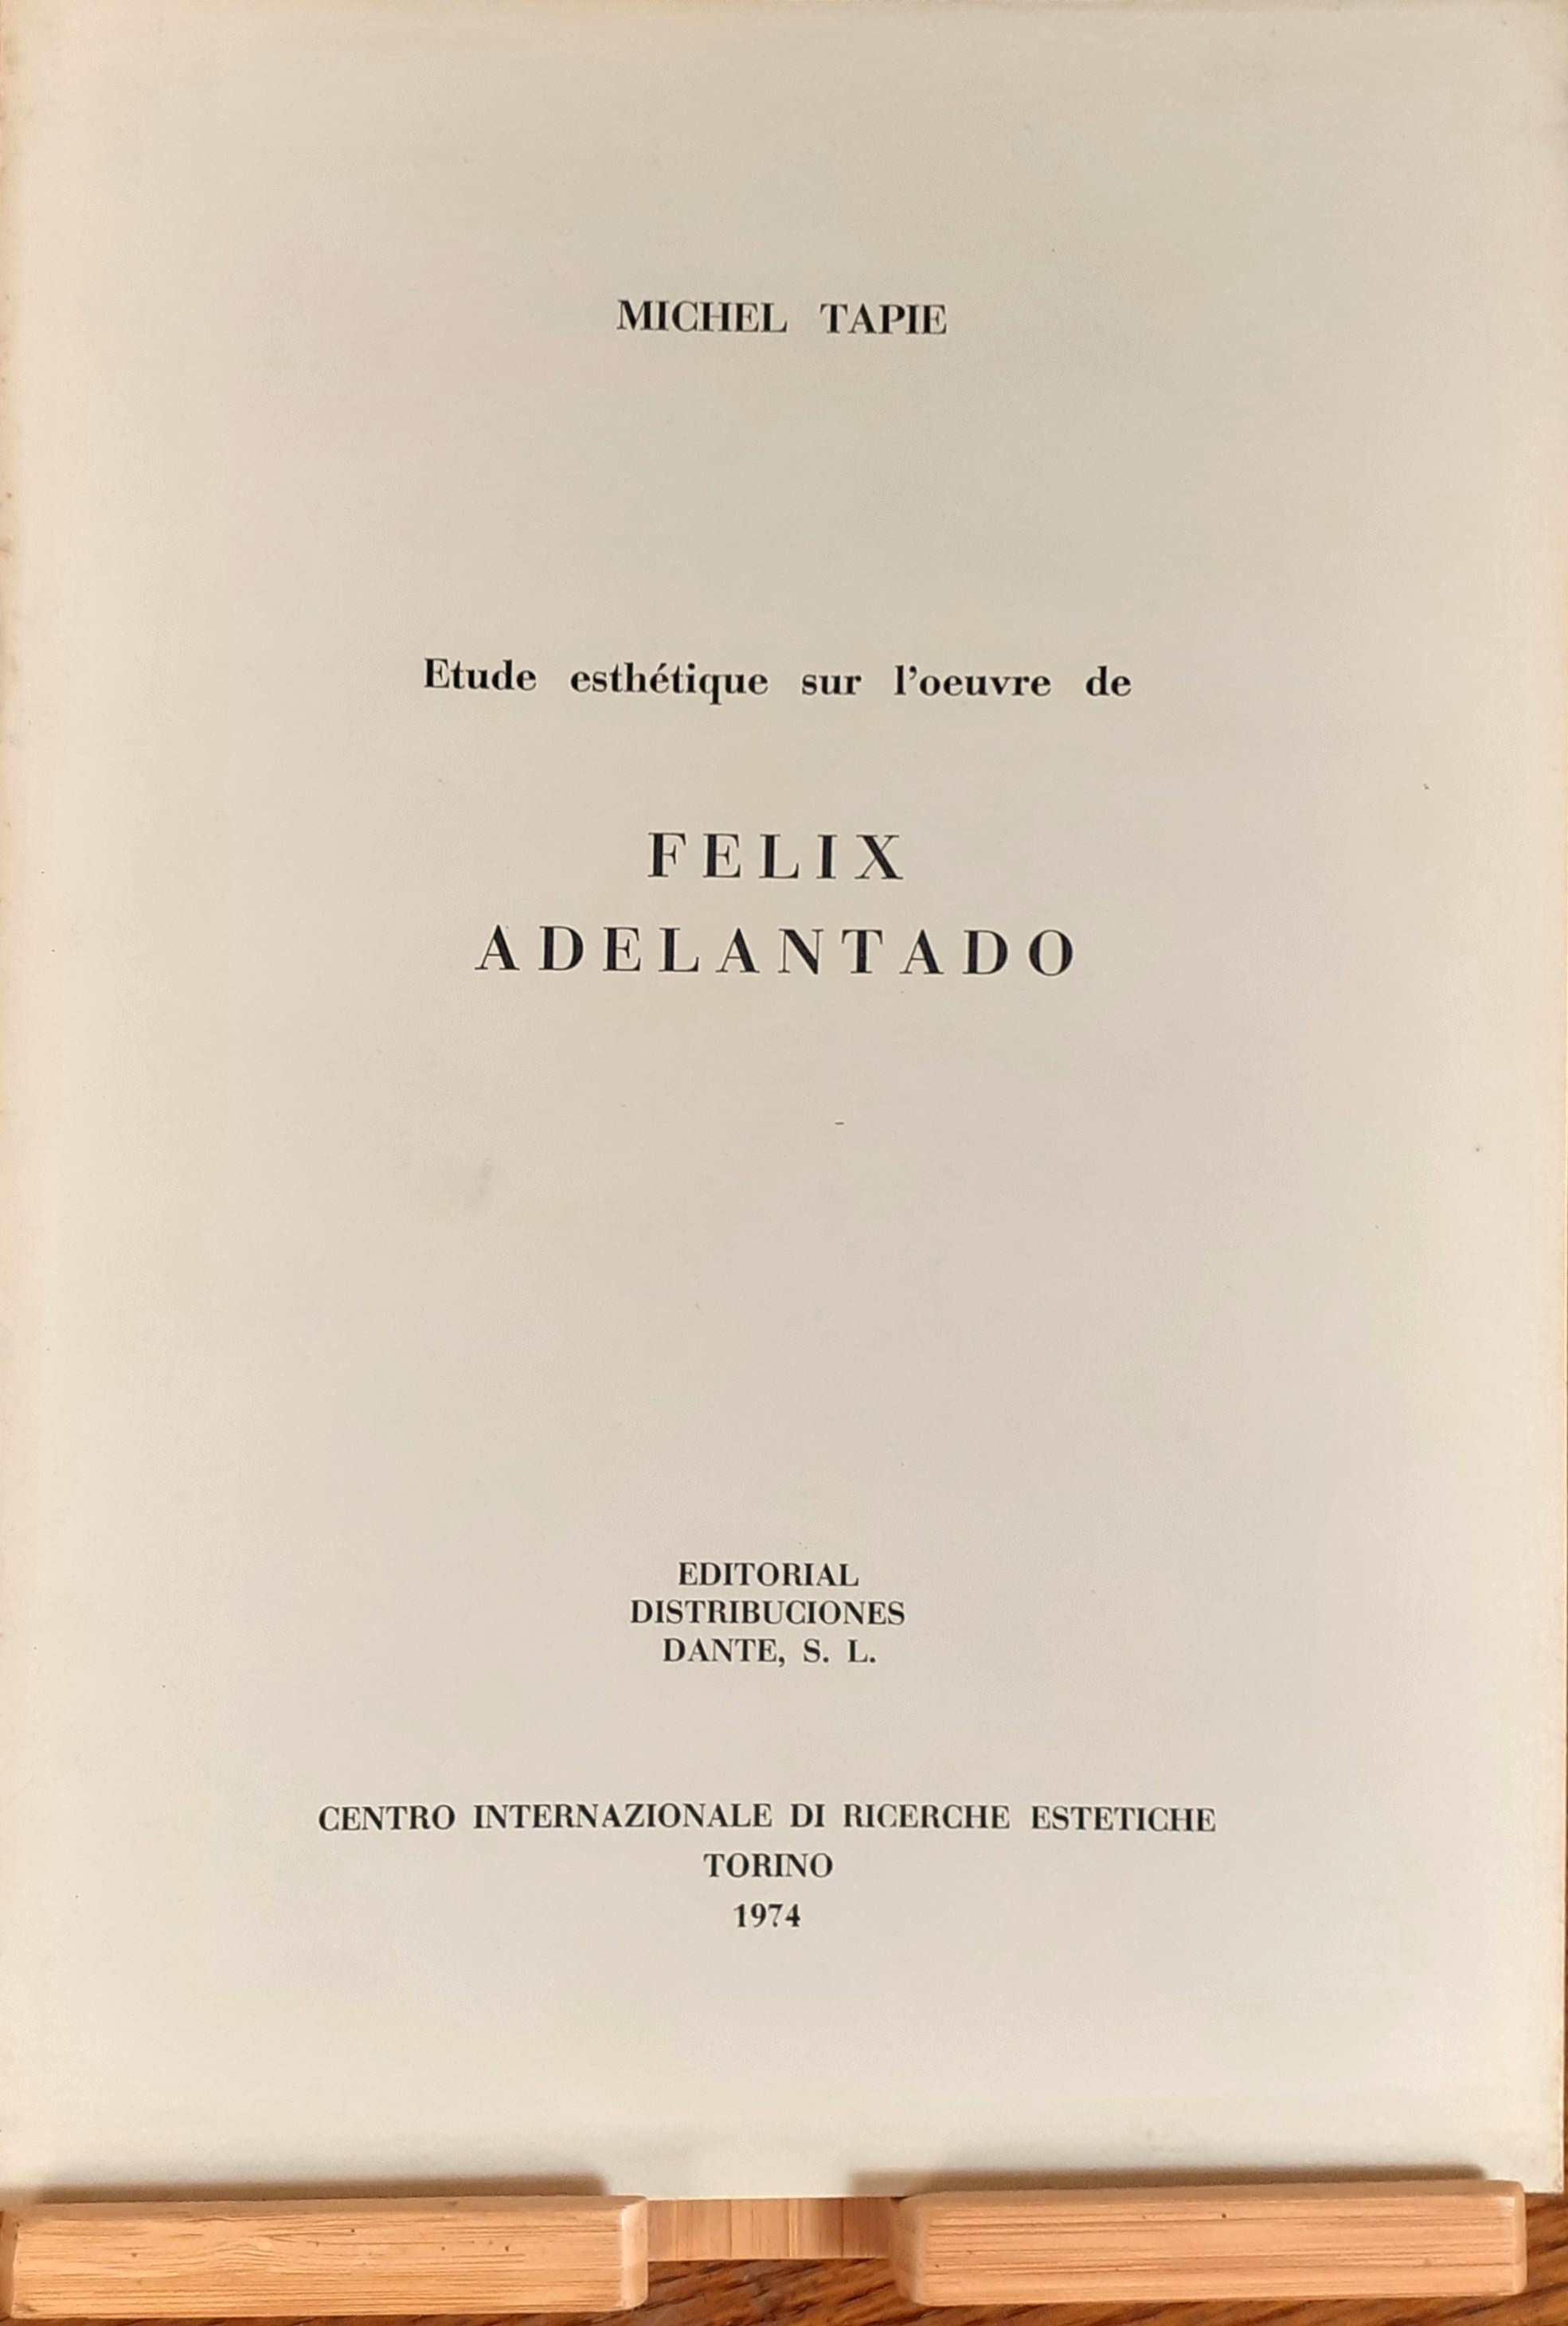 MICHEL TAPIE
Etude esthétique sur l'oeuvre de
FELIX
ADELANTADO
EDITORIAL
DISTRIBUCIONES
DANTE, S. L.
CENTRO INTERNAZIONALE DI RICERCHE ESTETICHE
TORINO
1974